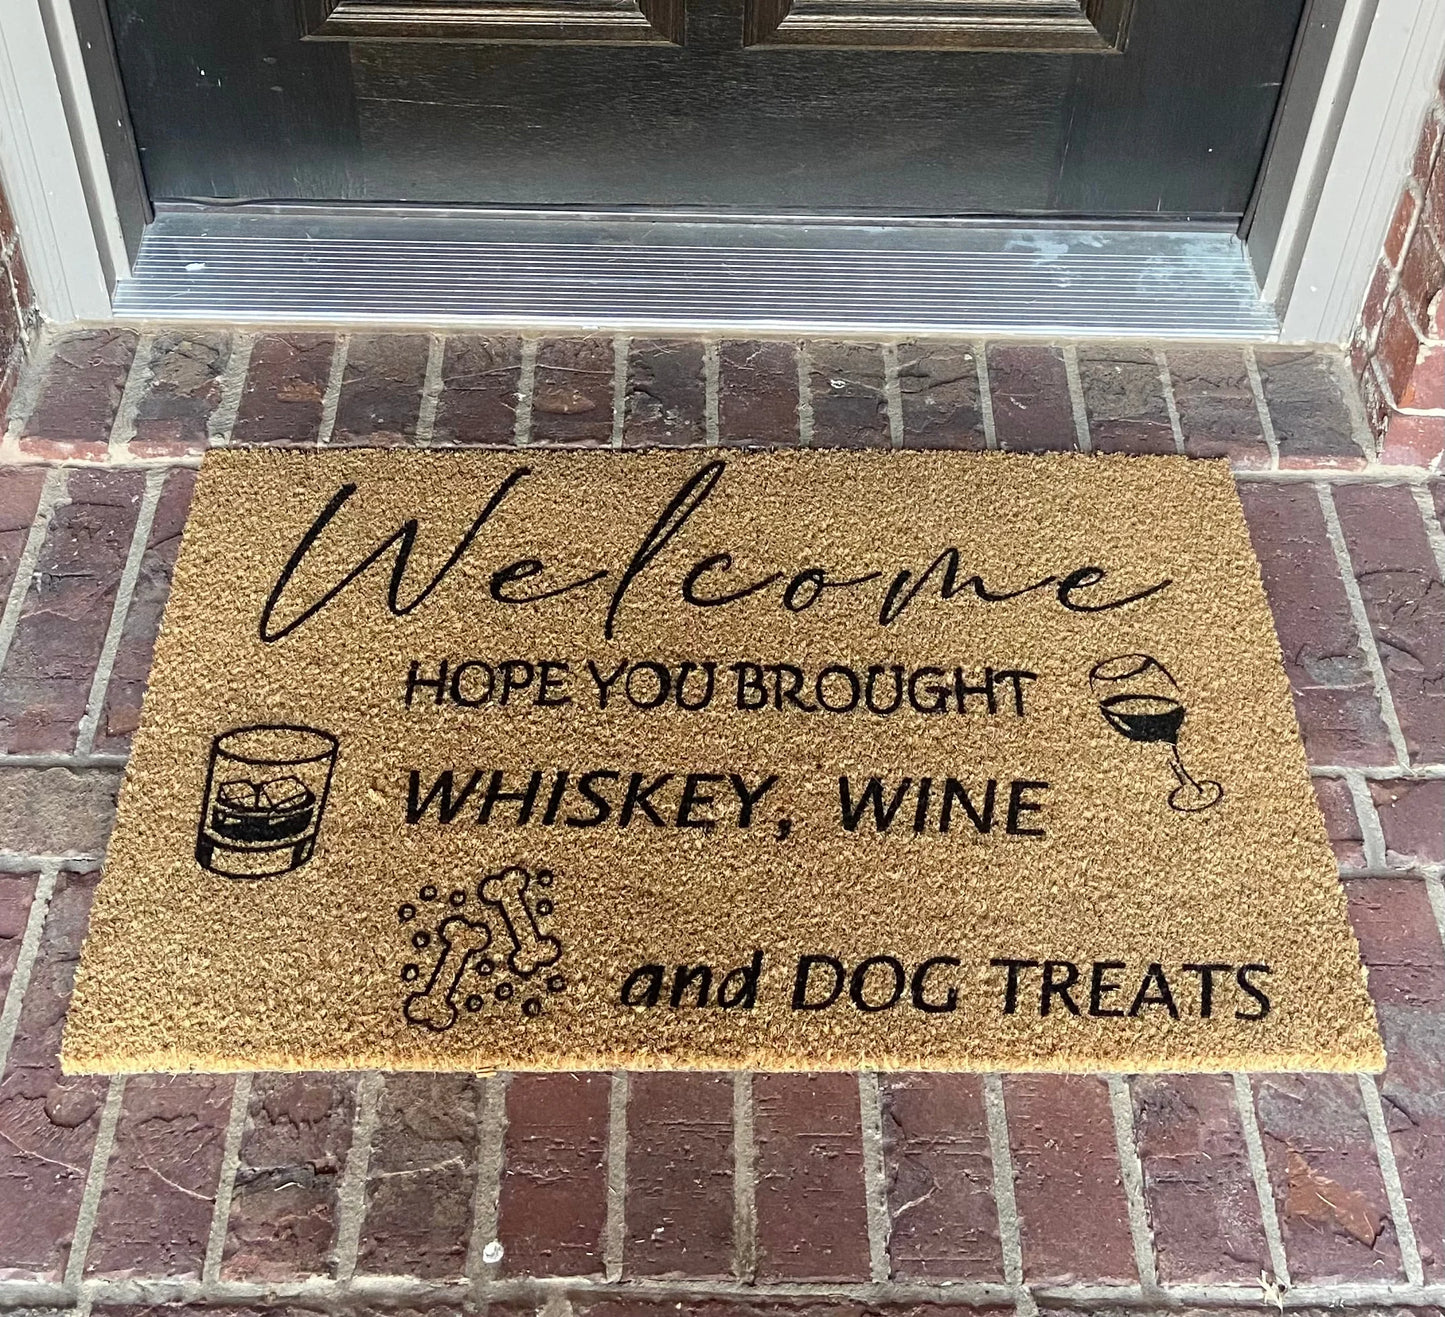 Welcome
HOPE YOU BROUGHT
WHISKEY, WINE
and DOG TREATS